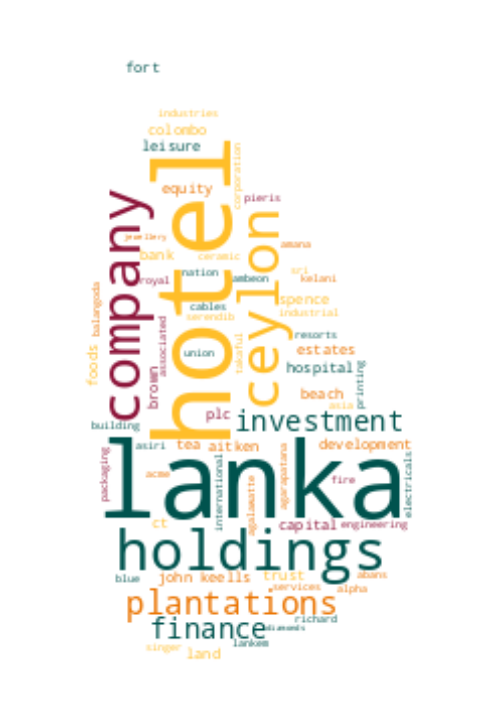 fort
industries
colombo
leisure
corporation
equity
pieris
company
hotel
ceylon
jewellery
amana
bank
ceramic
nation
sri
royal
ambeon
kelani
balangoda
spence
cables
industrial
serendib
associated
resorts
takaful
union
estates
foods
hospital
brown
printing
beach
asia
plc
investment
building
lanka
asiri
tea
aitken
development
packaging
international
agarapatana
electricals
acme
agalawatte
fire
ct
capital
engineering
holdings
blue
john keells
trust
abans
services
alpha
plantations
richard
finance
diamonds
lankem
singer
land